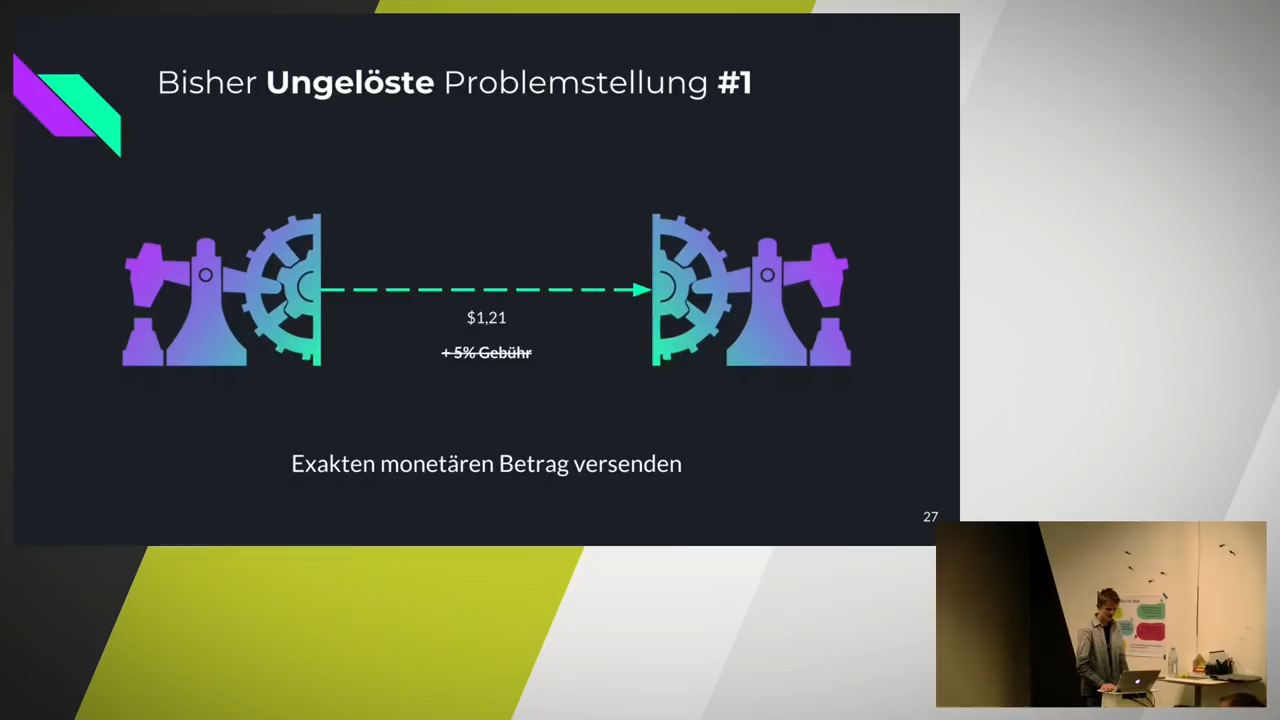 Bisher Ungelöste Problemstellung #1
$1,21
+ 5% Gebühr
Exakten monetären Betrag versenden
27